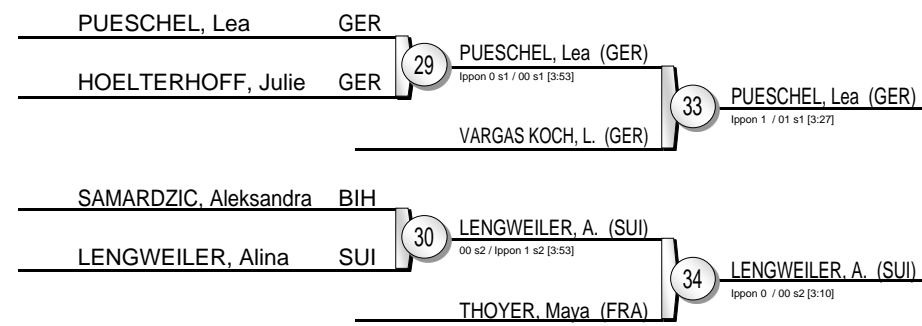 PUESCHEL, Lea GER
29
PUESCHEL, Lea (GER)
Ippon 0 s1 / 00 s1 [3:53]
HOELTERHOFF, Julie GER
33
PUESCHEL, Lea (GER)
Ippon 1 / 01 s1 [3:27]
VARGAS KOCH, L. (GER)
SAMARDZIC, Aleksandra BIH
30
LENGWEILER, A. (SUI)
00 s2 / Ippon 1 s2 [3:53]
LENGWEILER, Alina SUI
34
LENGWEILER, A. (SUI)
Ippon 0 / 00 s2 [3:10]
THOYER, Maya (FRA)